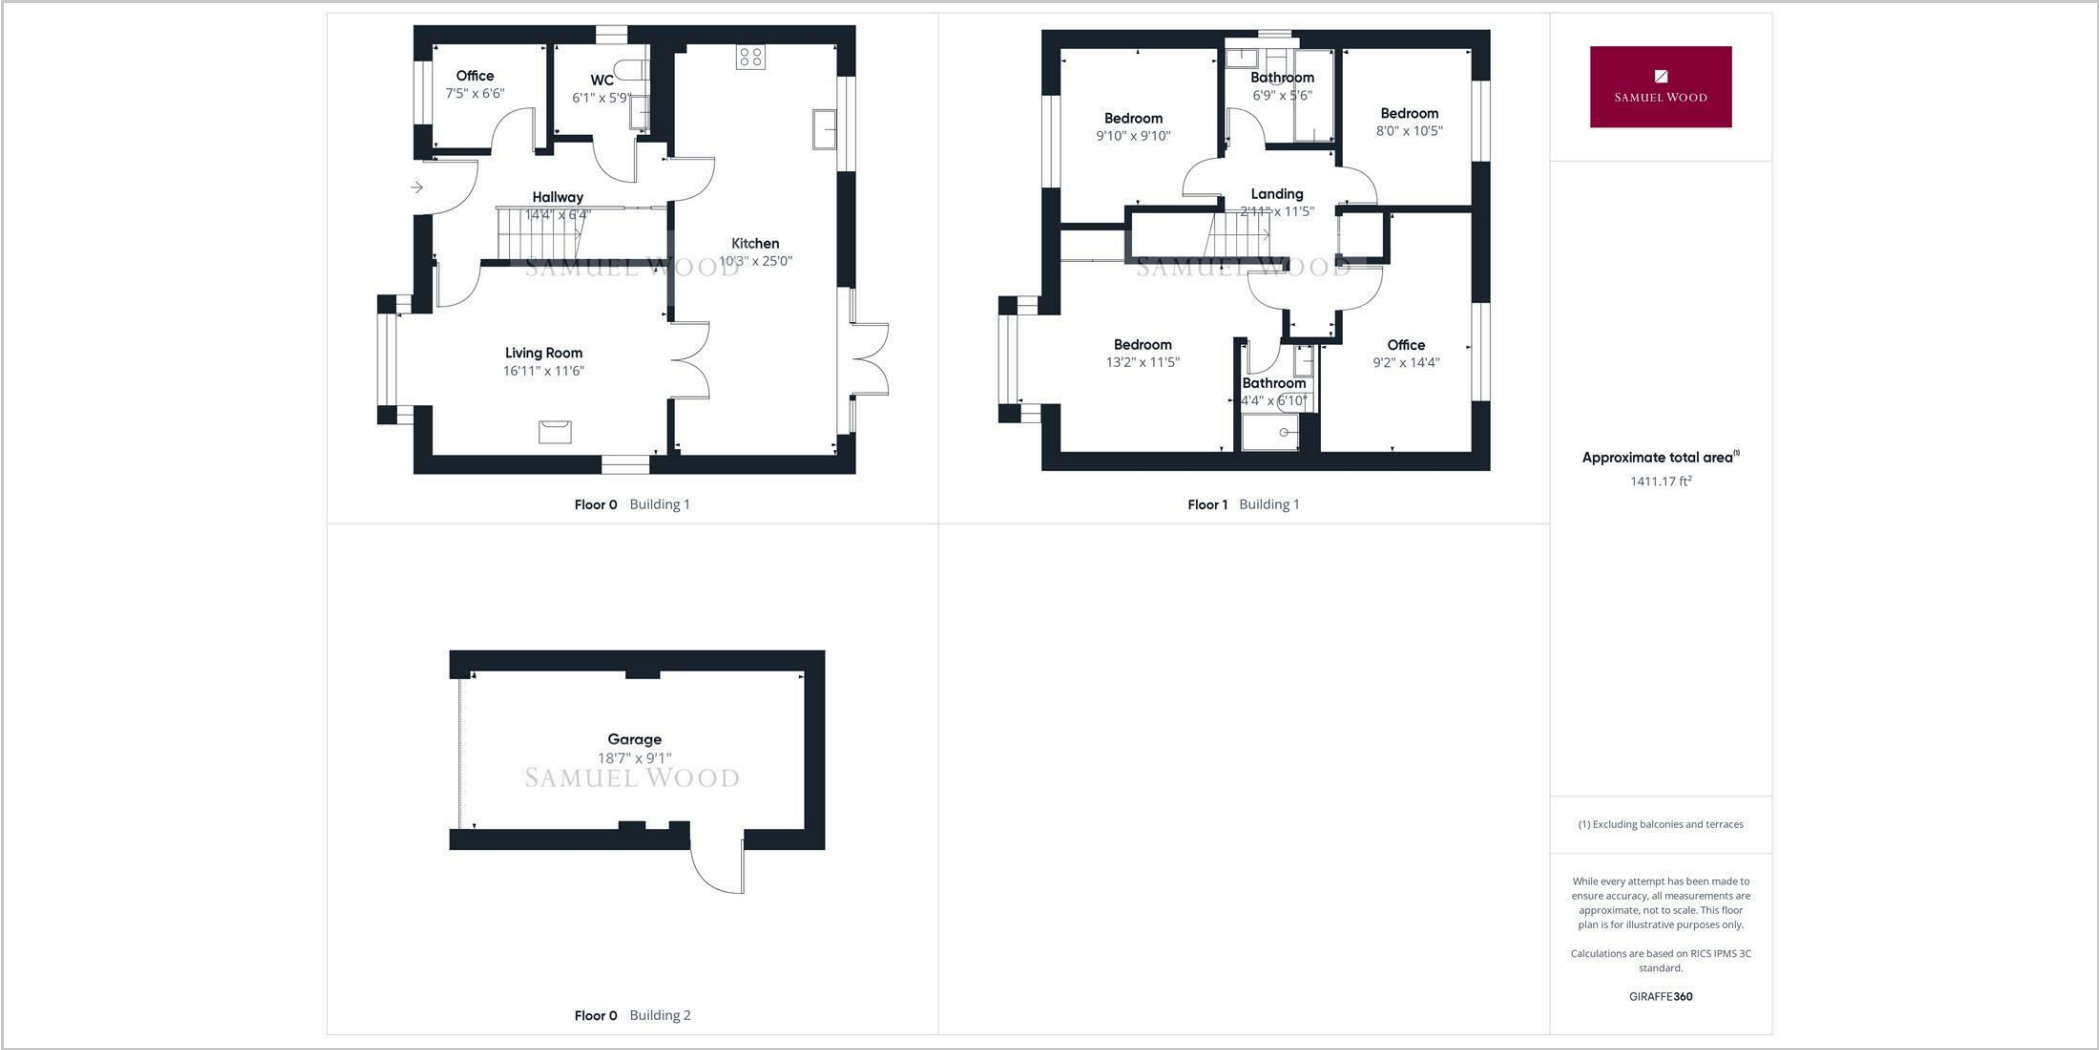 Office
7'5" x 6'6"
WC
6'1" x 5'9"
Hallway
14'4" x 6'4"
Kitchen
10'3" x 25'0"
SAMUEL WOOD
Living Room
16'11" x 11'6"
Floor 0 Building 1
Bedroom
9'10" x 9'10"
Bathroom
6'9" x 5'6"
Bedroom
8'0" x 10'5"
Landing
2'11" x 11'5"
SAMUEL WOOD
Bedroom
13'2" x 11'5"
Bathroom
4'4" x 6'10"
Office
9'2" x 14'4"
Floor 1 Building 1
Garage
18'7" x 9'1"
SAMUEL WOOD
Floor 0 Building 2
SAMUEL WOOD
Approximate total area(1)
1411.17 ft²
(1) Excluding balconies and terraces
While every attempt has been made to
ensure accuracy, all measurements are
approximate, not to scale. This floor
plan is for illustrative purposes only.
Calculations are based on RICS IPMS 3C
standard.
GIRAFFE360